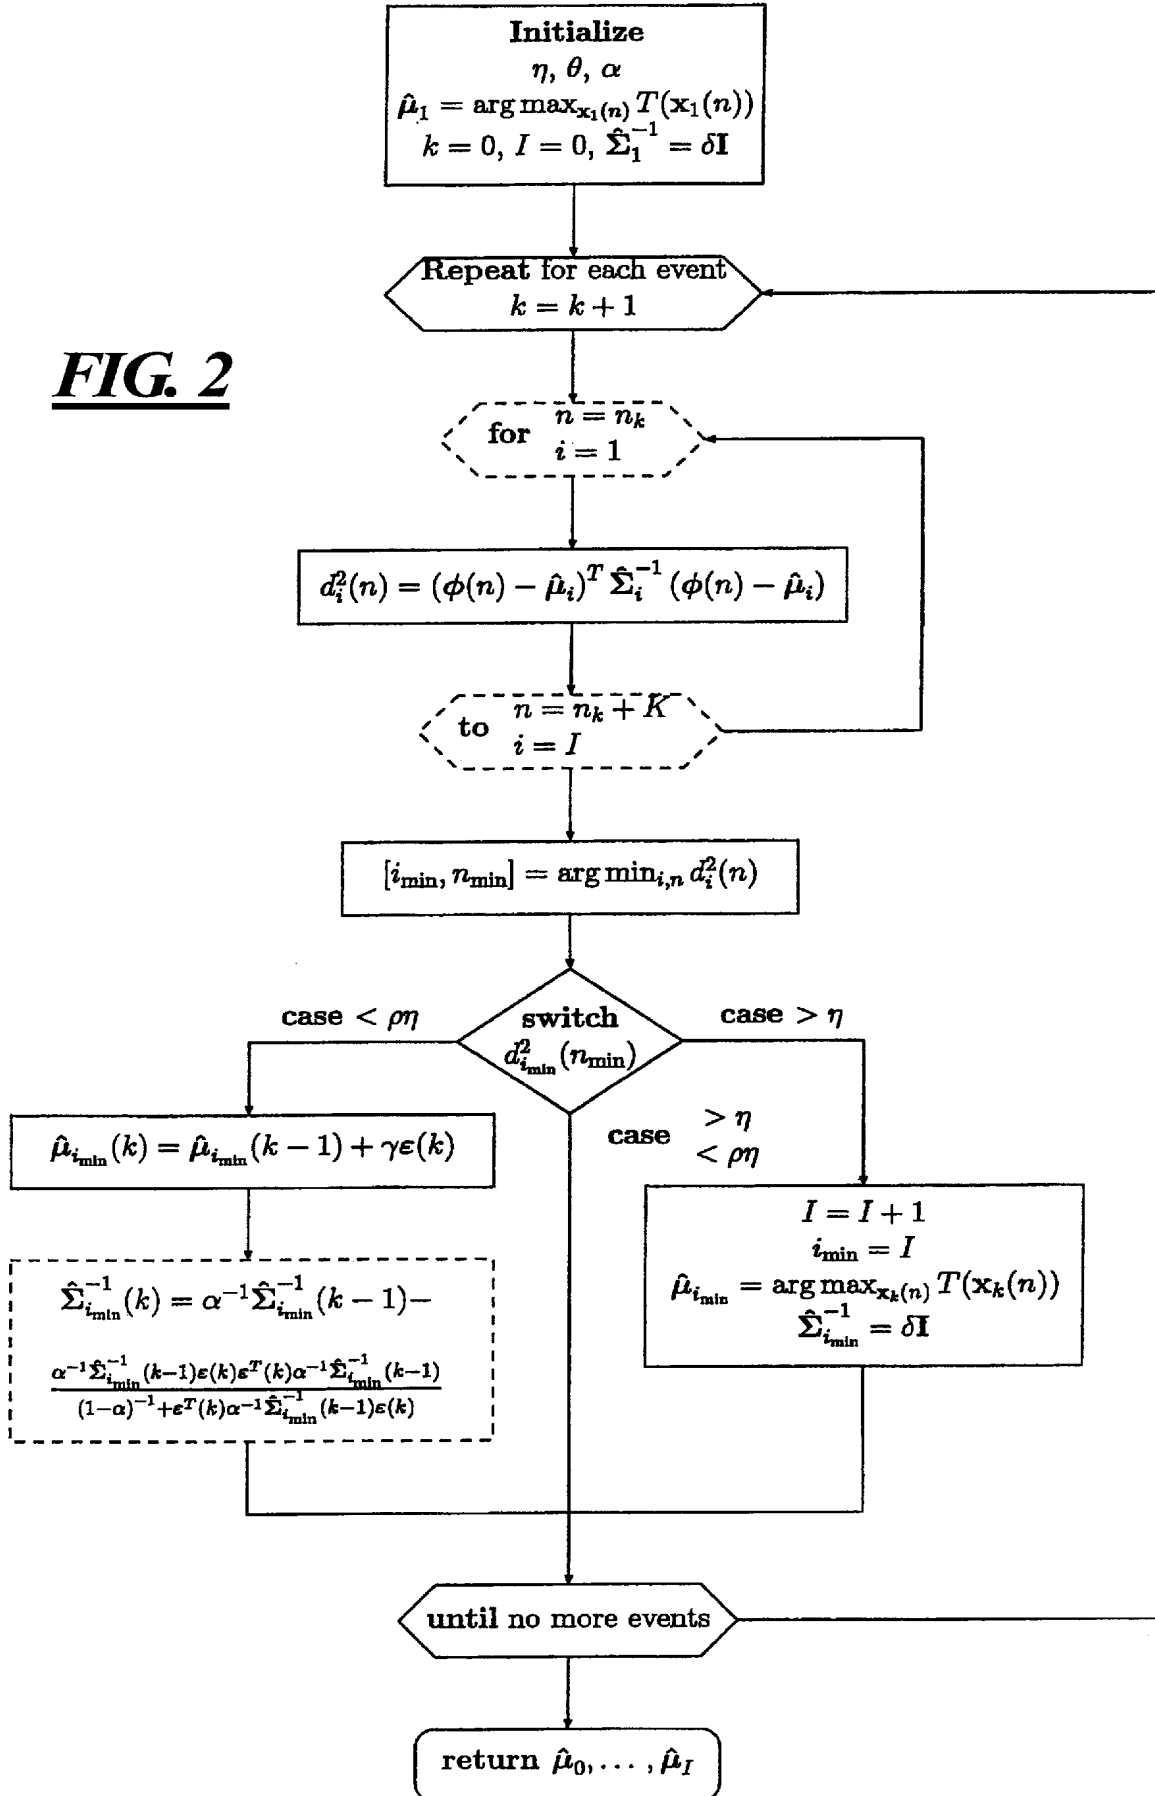 Initialize
η, θ, α
μ̂₁ = arg max_{x₁(n)} T(x₁(n))
k = 0, I = 0, Σ̂₁⁻¹ = δI
Repeat for each event
k = k + 1
FIG. 2
for n = n_k
i = 1
d_i²(n) = (ϕ(n) − μ̂_i)^T Σ̂_i⁻¹ (ϕ(n) − μ̂_i)
to n = n_k + K
i = I
[i_min, n_min] = arg min_{i,n} d_i²(n)
case < ρη
switch
d²_{i_min}(n_min)
case > η
case > η
< ρη
μ̂_{i_min}(k) = μ̂_{i_min}(k − 1) + γε(k)
Σ̂⁻¹_{i_min}(k) = α⁻¹Σ̂⁻¹_{i_min}(k − 1)−
α⁻¹Σ̂⁻¹_{i_min}(k−1)ε(k)ε^T(k)α⁻¹Σ̂⁻¹_{i_min}(k−1)
(1−α)⁻¹+ε^T(k)α⁻¹Σ̂⁻¹_{i_min}(k−1)ε(k)
I = I + 1
i_min = I
μ̂_{i_min} = arg max_{x_k(n)} T(x_k(n))
Σ̂⁻¹_{i_min} = δI
until no more events
return μ̂₀, . . . , μ̂_I